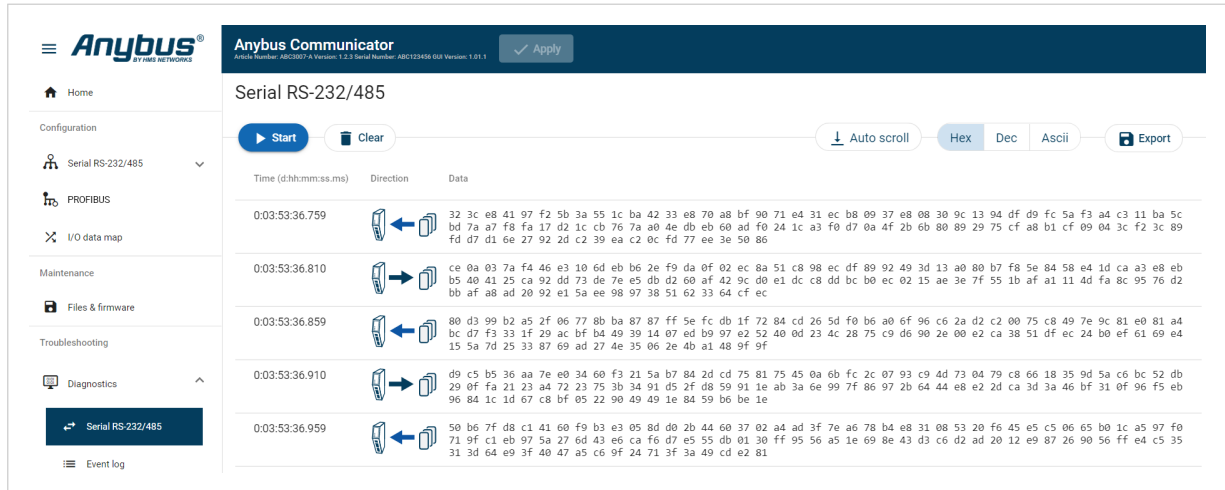 Anybus®
BY HMS NETWORKS
Anybus Communicator
Article Number: ABC3007-A Version: 1.2.3 Serial Number: ABC123456 GUI Version: 1.01.1
Apply
Home
Configuration
Serial RS-232/485
PROFIBUS
I/O data map
Maintenance
Files & firmware
Troubleshooting
Diagnostics
Serial RS-232/485
Event log
Serial RS-232/485
Start
Clear
Auto scroll
Hex
Dec
Ascii
Export
Time (d:hh:mm:ss.ms) Direction Data
0:03:53:36.759
32 3c e8 41 97 f2 5b 3a 55 1c ba 42 33 e8 70 a8 bf 90 71 e4 31 ec b8 09 37 e8 08 30 9c 13 94 df d9 fc 5a f3 a4 c3 11 ba 5c
bd 7a a7 f8 fa 17 d2 1c cb 76 7a a0 4e db eb 60 ad f0 24 1c a3 f0 d7 0a 4f 2b 6b 80 89 29 75 cf a8 b1 cf 09 04 3c f2 3c 89
fd d7 d1 6e 27 92 2d c2 39 ea c2 0c fd 77 ee 3e 50 86
0:03:53:36.810
ce 0a 03 7a f4 46 e3 10 6d eb b6 2e f9 da 0f 02 ec 8a 51 c8 98 ec df 89 92 49 3d 13 a0 80 b7 f8 5e 84 58 e4 1d ca a3 e8 eb
b5 40 41 25 ca 92 dd 73 de 7e e5 db d2 60 af 42 9c d0 e1 dc c8 dd bc b0 ec 02 15 ae 3e 7f 55 1b af a1 11 4d fa 8c 95 76 d2
bb af a8 ad 20 92 e1 5a ee 98 97 38 51 62 33 64 cf ec
0:03:53:36.859
80 d3 99 b2 a5 2f 06 77 8b ba 87 87 ff 5e fc db 1f 72 84 cd 26 5d f0 b6 a0 6f 96 c6 2a d2 c2 00 75 c8 49 7e 9c 81 e0 81 a4
bc d7 f3 33 1f 29 ac bf b4 49 39 14 07 ed b9 97 e2 52 40 0d 23 4c 28 75 c9 d6 90 2e 00 e2 ca 38 51 df ec 24 b0 ef 61 69 e4
15 5a 7d 25 33 87 69 ad 27 4e 35 06 2e 4b a1 48 9f 9f
0:03:53:36.910
d9 c5 b5 36 aa 7e e0 34 60 f3 21 5a b7 84 2d cd 75 81 75 45 0a 6b fc 2c 07 93 c9 4d 73 04 79 c8 66 18 35 9d 5a c6 bc 52 db
29 0f fa 21 23 a4 72 23 75 3b 34 91 d5 2f d8 59 91 1e ab 3a 6e 99 7f 86 97 2b 64 44 e8 e2 2d ca 3d 3a 46 bf 31 0f 96 f5 eb
96 84 1c 1d 67 c8 bf 05 22 90 49 49 1e 84 59 b6 be 1e
0:03:53:36.959
50 b6 7f d8 c1 41 60 f9 b3 e3 05 8d d0 2b 44 60 37 02 a4 ad 3f 7e a6 78 b4 e8 31 08 53 20 f6 45 e5 c5 06 65 b0 1c a5 97 f0
71 9f c1 eb 97 5a 27 6d 43 e6 ca f6 d7 e5 55 db 01 30 ff 95 56 a5 1e 69 8e 43 d3 c6 d2 ad 20 12 e9 87 26 90 56 ff e4 c5 35
31 3d 64 e9 3f 40 47 a5 c6 9f 24 71 3f 3a 49 cd e2 81